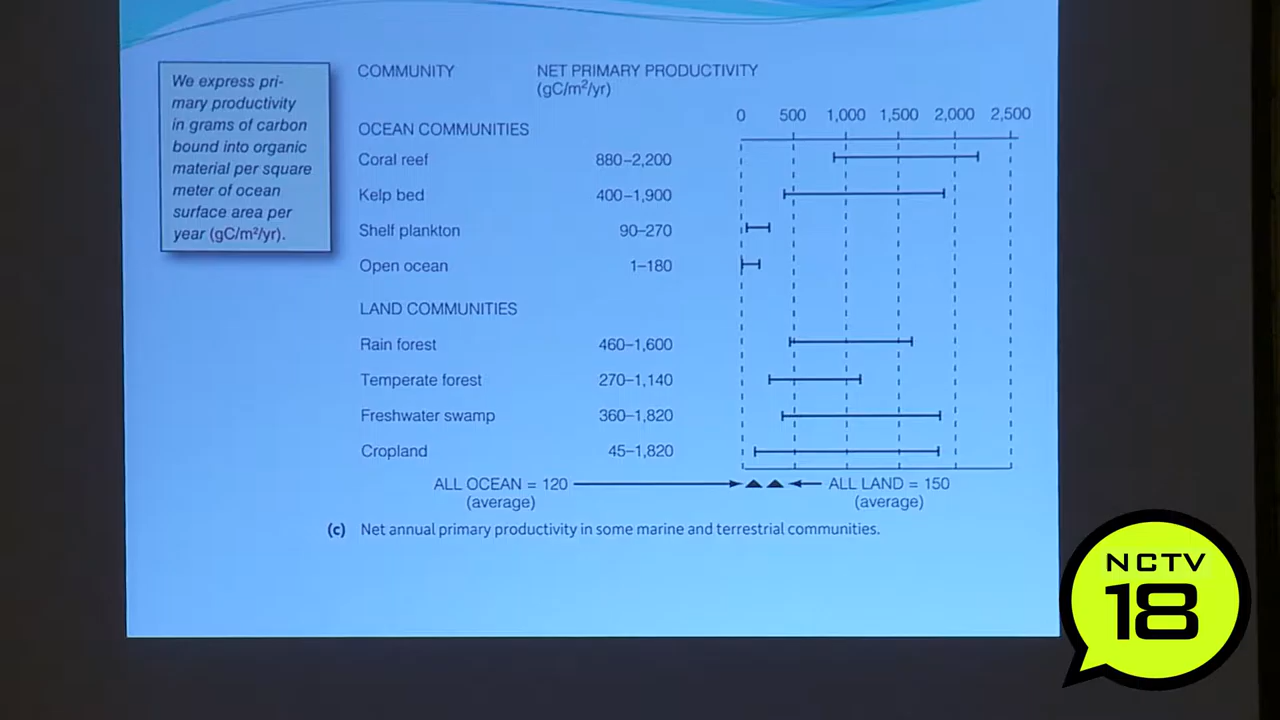 We express pri-
mary productivity
in grams of carbon
bound into organic
material per square
meter of ocean
surface area per
year (gC/m²/yr).
COMMUNITY NET PRIMARY PRODUCTIVITY
(gC/m²/yr)
0 500 1,000 1,500 2,000 2,500
OCEAN COMMUNITIES
Coral reef 880–2,200
Kelp bed 400–1,900
Shelf plankton 90–270
Open ocean 1–180
LAND COMMUNITIES
Rain forest 460–1,600
Temperate forest 270–1,140
Freshwater swamp 360–1,820
Cropland 45–1,820
ALL OCEAN = 120 ALL LAND = 150
(average) (average)
(c) Net annual primary productivity in some marine and terrestrial communities.
NCTV
18